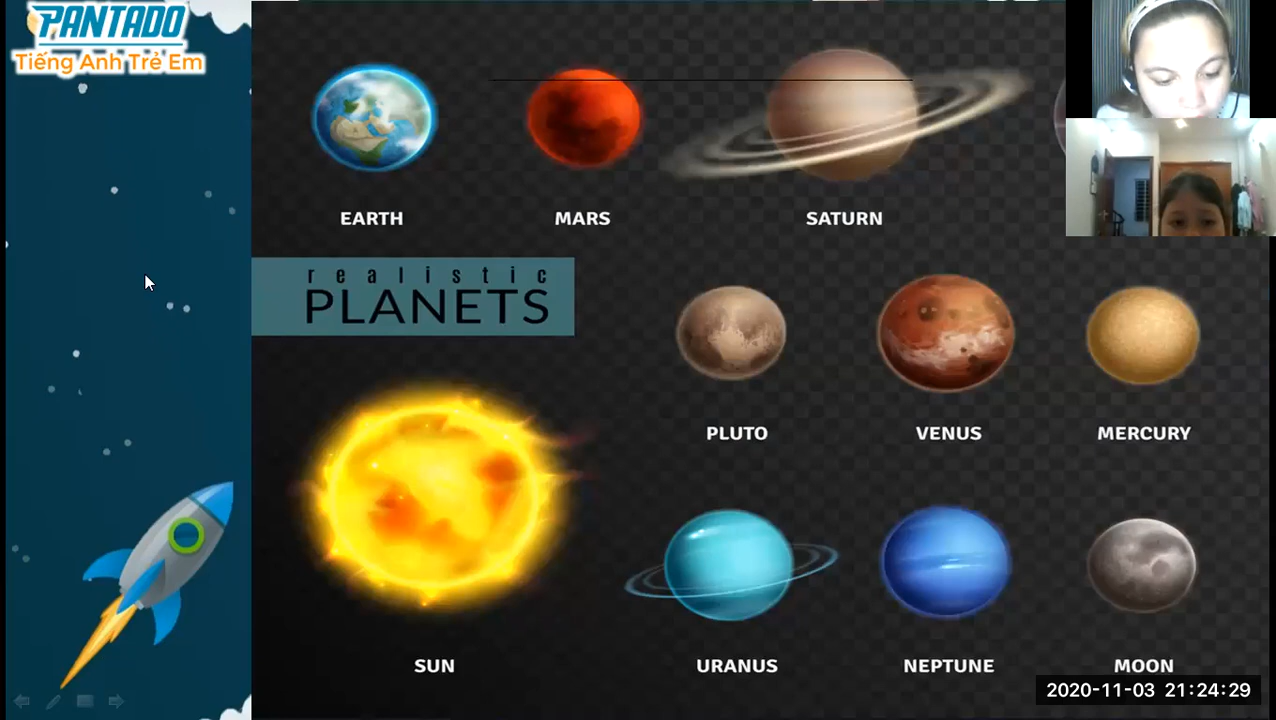 PANTADO
Tiếng Anh Trẻ Em
EARTH
MARS
SATURN
realistic
PLANETS
PLUTO
VENUS
MERCURY
SUN
URANUS
NEPTUNE
MOON
2020-11-03 21:24:29